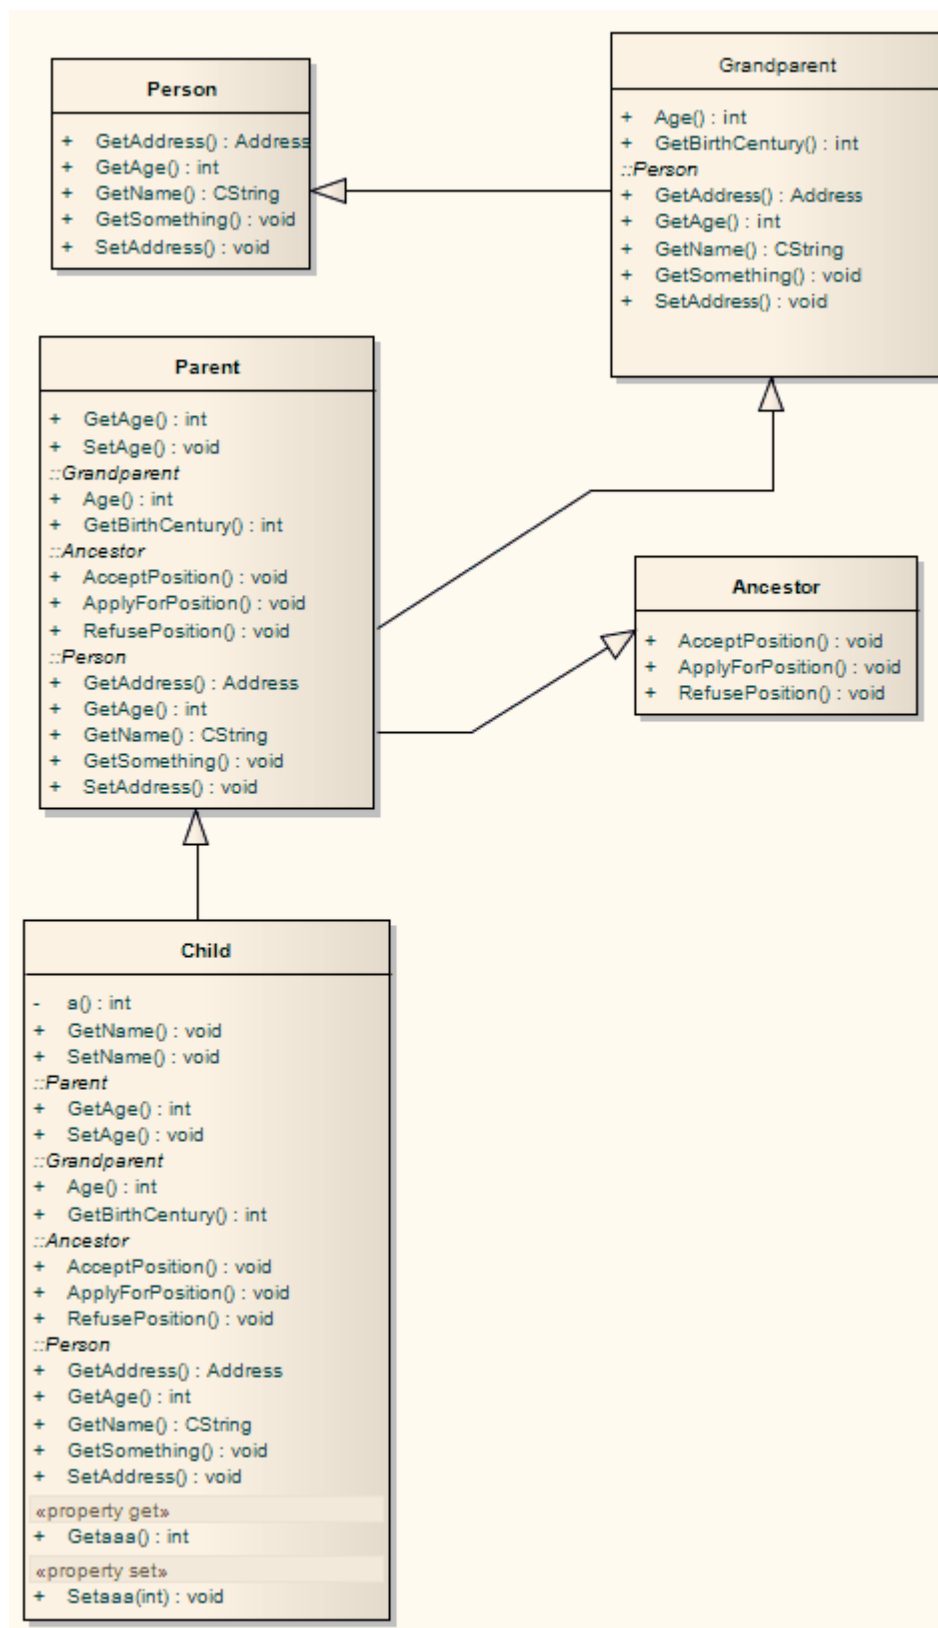 Person
+ GetAddress() : Address
+ GetAge() : int
+ GetName() : CString
+ GetSomething() : void
+ SetAddress() : void
Grandparent
+ Age() : int
+ GetBirthCentury() : int
::Person
+ GetAddress() : Address
+ GetAge() : int
+ GetName() : CString
+ GetSomething() : void
+ SetAddress() : void
Parent
+ GetAge() : int
+ SetAge() : void
::Grandparent
+ Age() : int
+ GetBirthCentury() : int
::Ancestor
+ AcceptPosition() : void
+ ApplyForPosition() : void
+ RefusePosition() : void
::Person
+ GetAddress() : Address
+ GetAge() : int
+ GetName() : CString
+ GetSomething() : void
+ SetAddress() : void
Ancestor
+ AcceptPosition() : void
+ ApplyForPosition() : void
+ RefusePosition() : void
Child
- a() : int
+ GetName() : void
+ SetName() : void
::Parent
+ GetAge() : int
+ SetAge() : void
::Grandparent
+ Age() : int
+ GetBirthCentury() : int
::Ancestor
+ AcceptPosition() : void
+ ApplyForPosition() : void
+ RefusePosition() : void
::Person
+ GetAddress() : Address
+ GetAge() : int
+ GetName() : CString
+ GetSomething() : void
+ SetAddress() : void
«property get»
+ Getaaa() : int
«property set»
+ Setaaa(int) : void